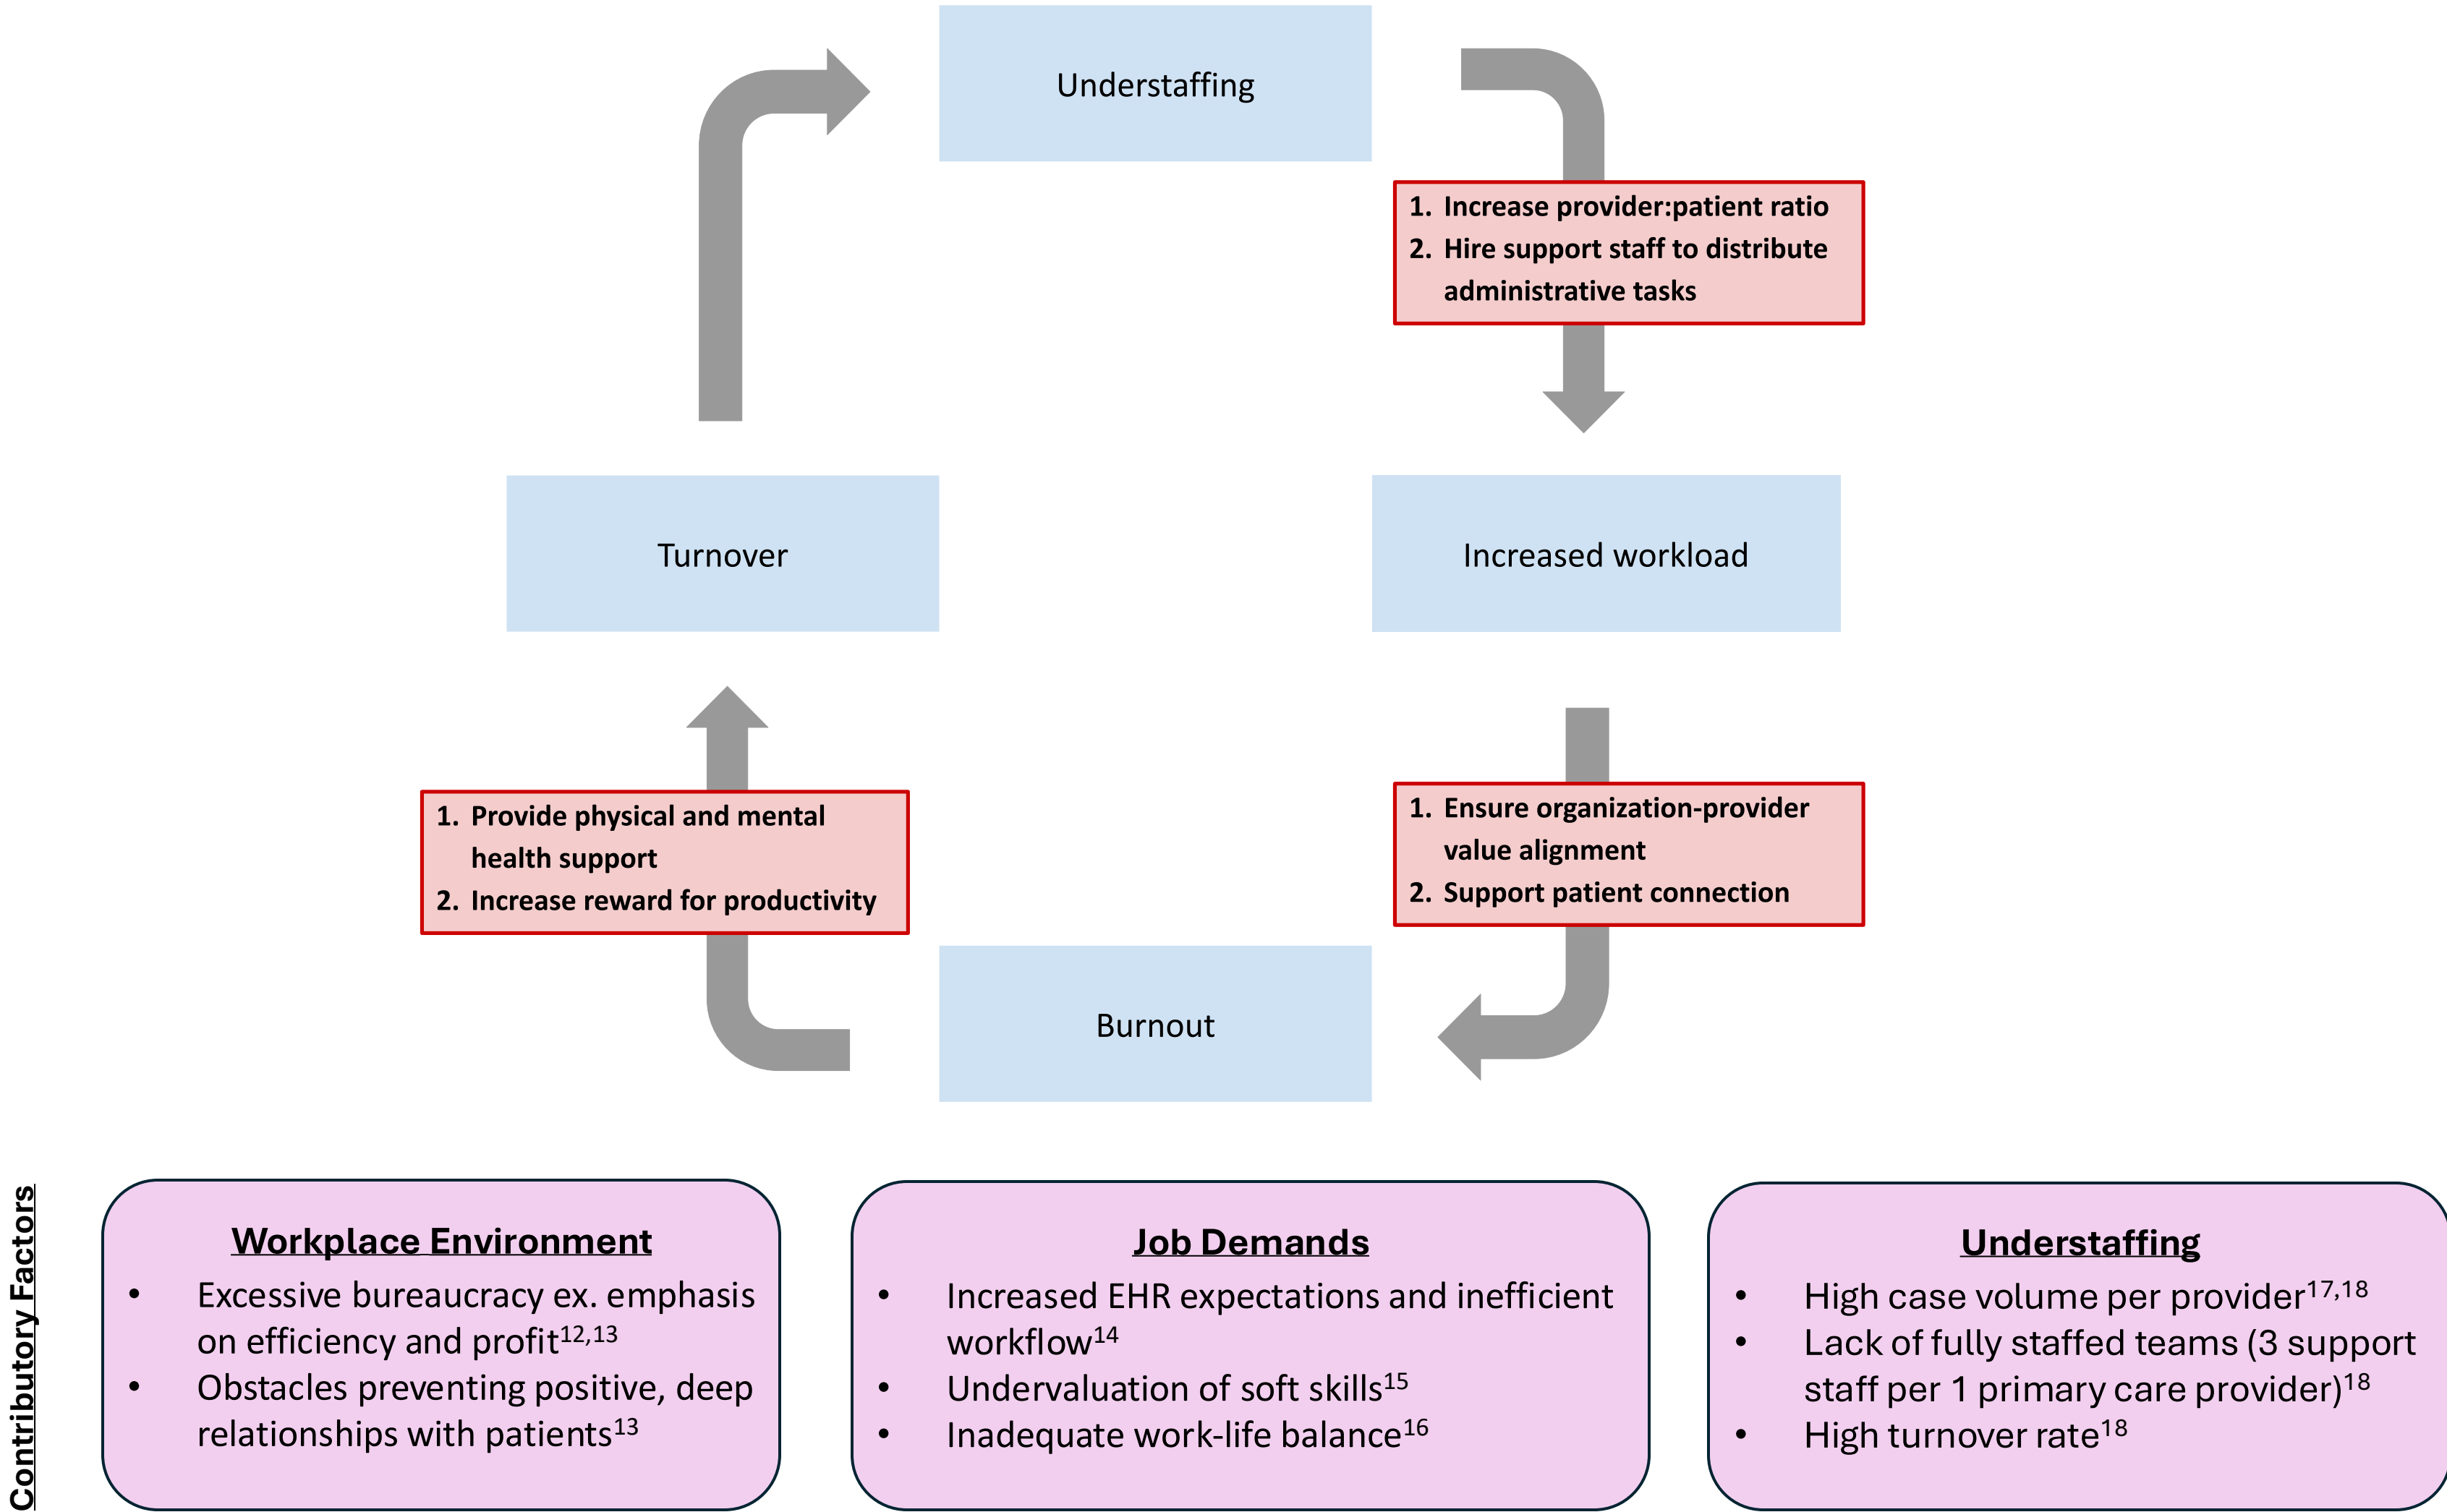 Understaffing
1. Increase provider:patient ratio
2. Hire support staff to distribute
administrative tasks
Turnover
Increased workload
1. Provide physical and mental
health support
2. Increase reward for productivity
1. Ensure organization-provider
value alignment
2. Support patient connection
Burnout
Contributory Factors
Workplace Environment
• Excessive bureaucracy ex. emphasis
on efficiency and profit12,13
• Obstacles preventing positive, deep
relationships with patients13
Job Demands
• Increased EHR expectations and inefficient
workflow14
• Undervaluation of soft skills15
• Inadequate work-life balance16
Understaffing
• High case volume per provider17,18
• Lack of fully staffed teams (3 support
staff per 1 primary care provider)18
• High turnover rate18